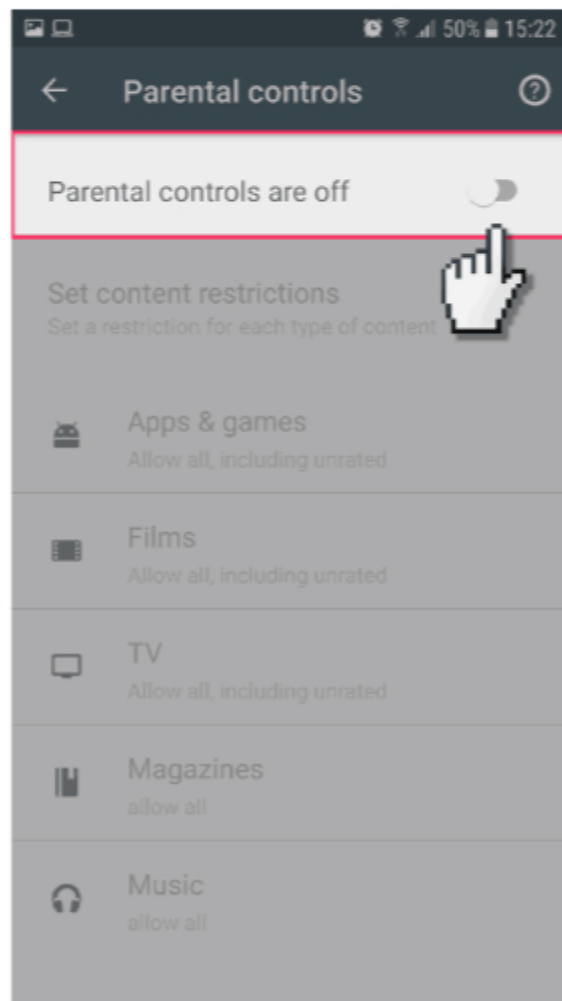 50% 15:22
Parental controls
Parental controls are off
Set content restrictions
Set a restriction for each type of content
Apps & games
Allow all, including unrated
Films
Allow all, including unrated
TV
Allow all, including unrated
Magazines
allow all
Music
allow all